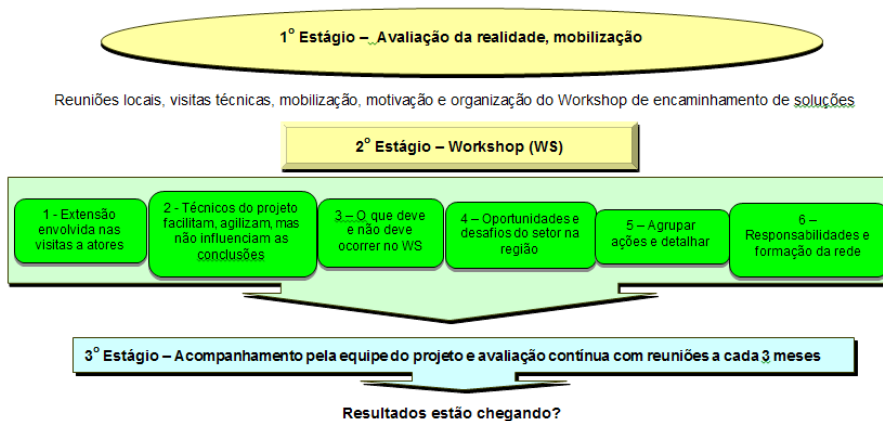 1º Estágio – Avaliação da realidade, mobilização
Reuniões locais, visitas técnicas, mobilização, motivação e organização do Workshop de encaminhamento de soluções
2º Estágio – Workshop (WS)
1 - Extensão
envolvida nas
visitas a atores
2 - Técnicos do projeto
facilitam, agilizam, mas
não influenciam as
conclusões
3 – O que deve
e não deve
ocorrer no WS
4 – Oportunidades e
desafios do setor na
região
5 – Agrupar
ações e detalhar
6 –
Responsabilidades e
formação da rede
3º Estágio – Acompanhamento pela equipe do projeto e avaliação contínua com reuniões a cada 3 meses
Resultados estão chegando?